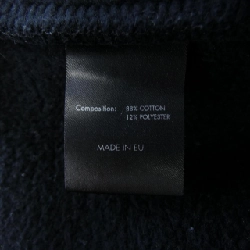 Composition: 88% COTTON
12% POLYESTER
MADE IN EU